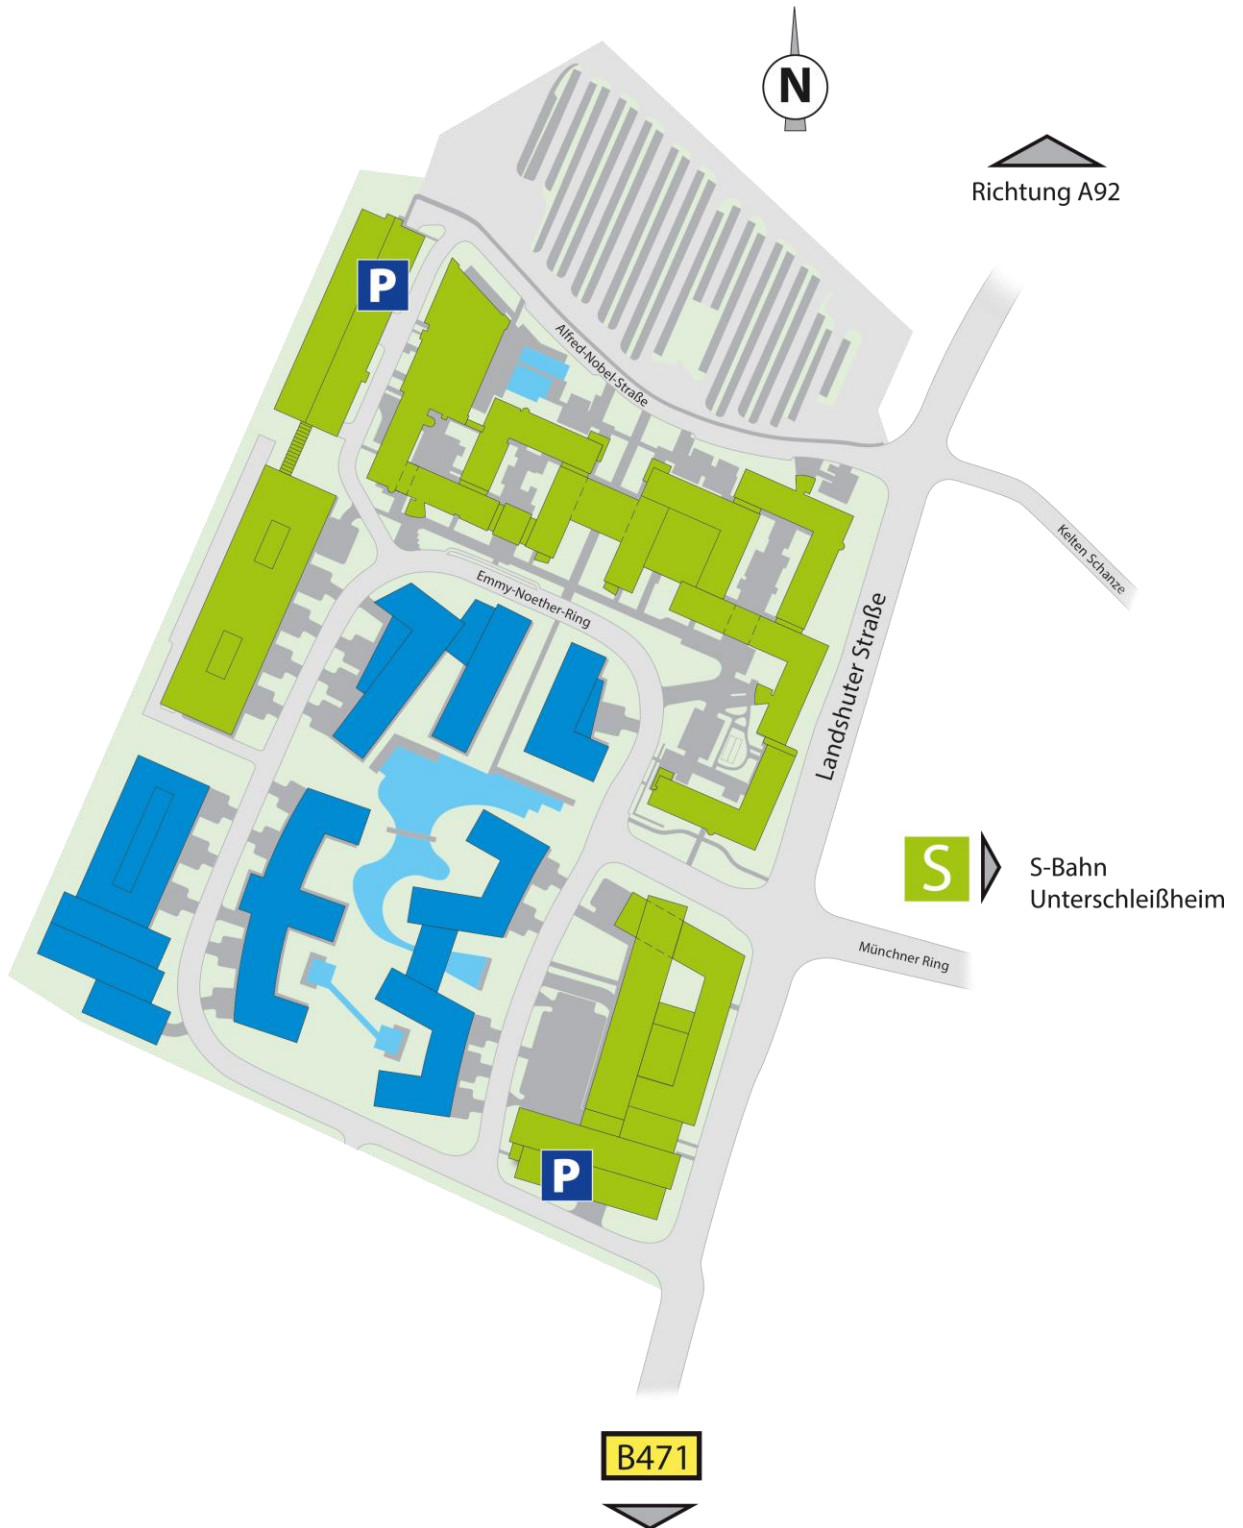 N
Richtung A92
P
Alfred-Nobel-Straße
Kelten Schanze
Emmy-Noether-Ring
Landshuter Straße
S
S-Bahn
Unterschleißheim
Münchner Ring
P
B471